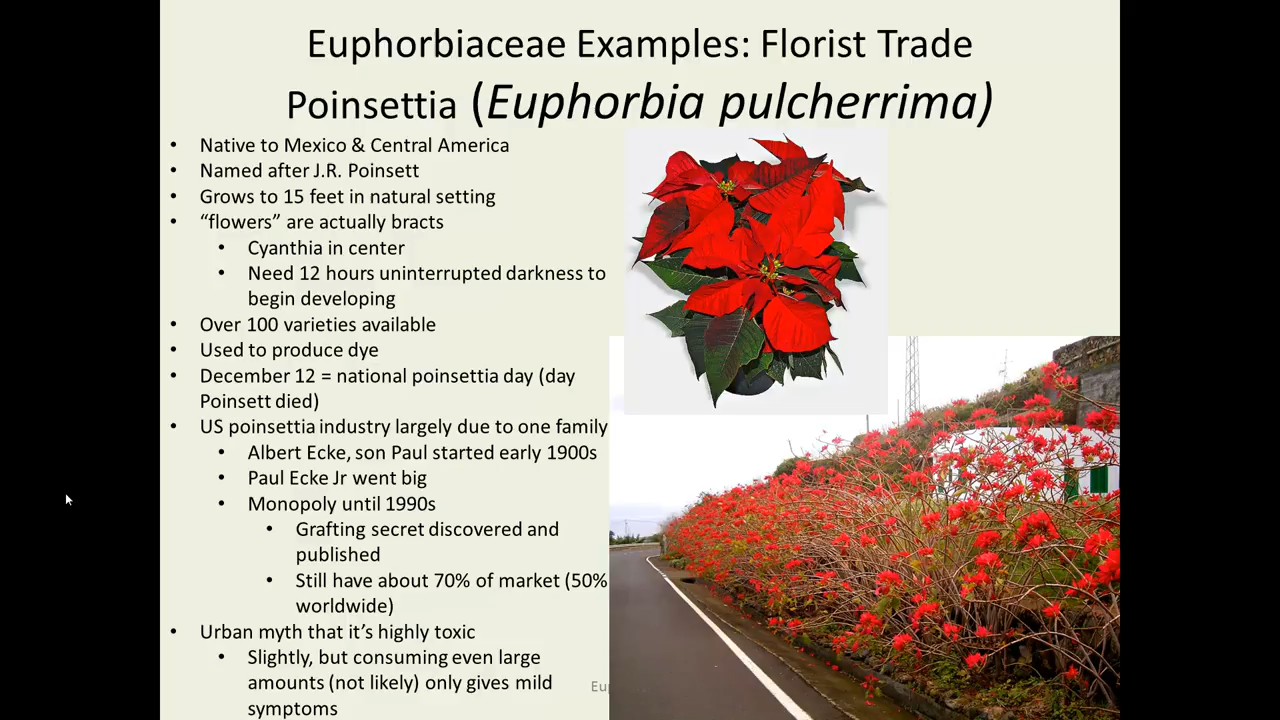 Euphorbiaceae Examples: Florist Trade
Poinsettia (Euphorbia pulcherrima)
• Native to Mexico & Central America
• Named after J.R. Poinsett
• Grows to 15 feet in natural setting
• “flowers” are actually bracts
• Cyanthia in center
• Need 12 hours uninterrupted darkness to
begin developing
• Over 100 varieties available
• Used to produce dye
• December 12 = national poinsettia day (day
Poinsett died)
• US poinsettia industry largely due to one family
• Albert Ecke, son Paul started early 1900s
• Paul Ecke Jr went big
• Monopoly until 1990s
• Grafting secret discovered and
published
• Still have about 70% of market (50%
worldwide)
• Urban myth that it’s highly toxic
• Slightly, but consuming even large
amounts (not likely) only gives mild
symptoms